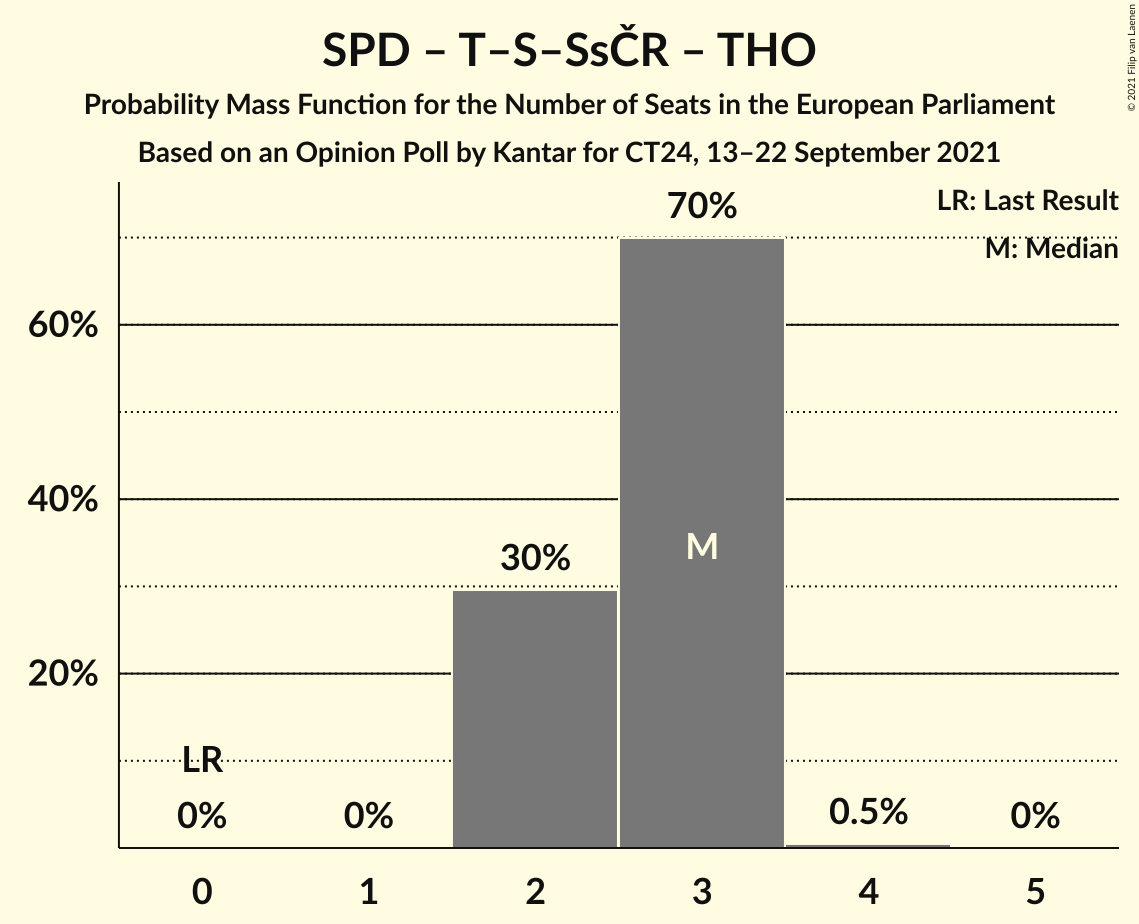 SPD – T–S–SsČR – THO
Probability Mass Function for the Number of Seats in the European Parliament
Based on an Opinion Poll by Kantar for CT24, 13–22 September 2021
© 2021 Filip van Laenen
LR: Last Result
M: Median
70%
60%
40%
20%
30%
M
LR
0%
0%
0.5%
0%
0
1
2
3
4
5